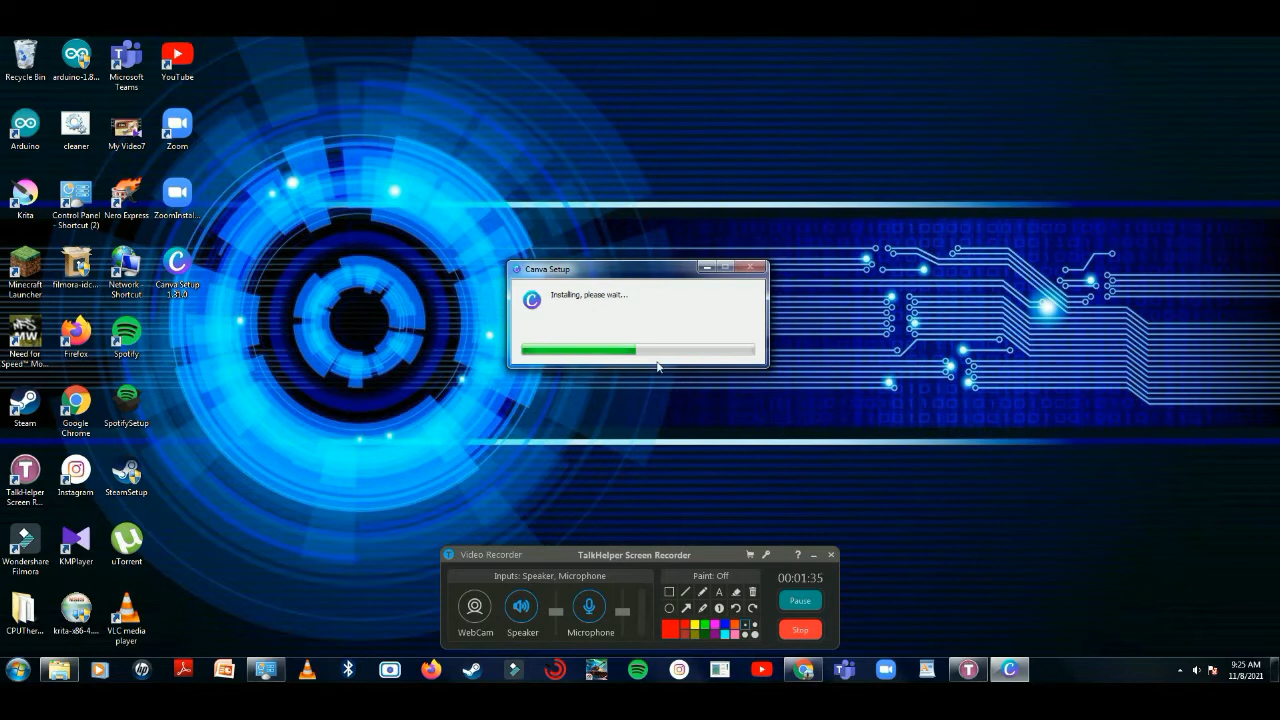 Recycle Bin
arduino-1.8...
Microsoft
Teams
YouTube
Arduino
cleaner
My Video7
Zoom
Krita
Control Panel
- Shortcut (2)
Nero Express
ZoomInstal...
Minecraft
Launcher
filmora-idc...
Network -
Shortcut
Canva Setup
1.31.0
Need for
Speed™ Mo...
Firefox
Spotify
Steam
Google
Chrome
SpotifySetup
TalkHelper
Screen R...
Instagram
SteamSetup
Wondershare
Filmora
KMPlayer
uTorrent
CPUTher...
krita-x86-4...
VLC media
player
Canva Setup
Installing, please wait...
Video Recorder
TalkHelper Screen Recorder
?
Inputs: Speaker, Microphone
Paint: Off
00:01:35
A
Pause
WebCam
Speaker
Microphone
Stop
9:25 AM
11/8/2021